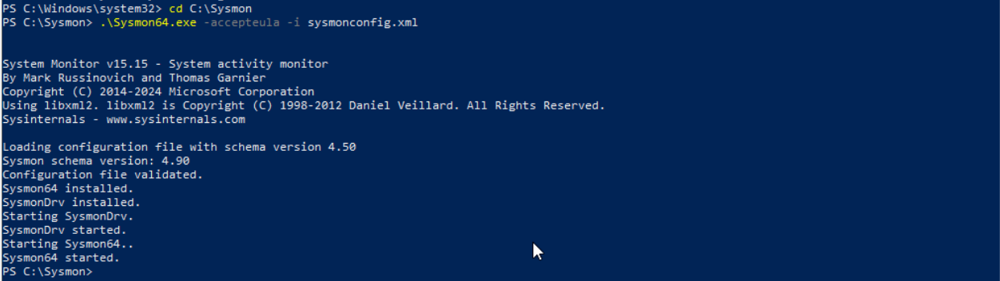 PS C:\Windows\system32> cd C:\Sysmon
PS C:\Sysmon> .\Sysmon64.exe -accepteula -i sysmonconfig.xml
System Monitor v15.15 - System activity monitor
By Mark Russinovich and Thomas Garnier
Copyright (C) 2014-2024 Microsoft Corporation
Using libxml2. libxml2 is Copyright (C) 1998-2012 Daniel Veillard. All Rights Reserved.
Sysinternals - www.sysinternals.com
Loading configuration file with schema version 4.50
Sysmon schema version: 4.90
Configuration file validated.
Sysmon64 installed.
SysmonDrv installed.
Starting SysmonDrv.
SysmonDrv started.
Starting Sysmon64..
Sysmon64 started.
PS C:\Sysmon>